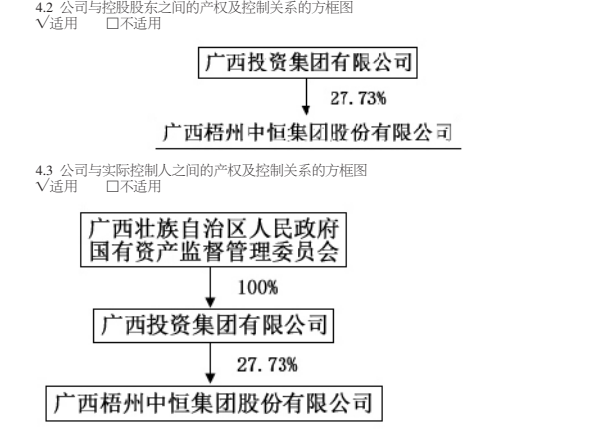 4.2 公司与控股股东之间的产权及控制关系的方框图
√适用 □不适用
广西投资集团有限公司
27.73%
广西梧州中恒集团股份有限公司
4.3 公司与实际控制人之间的产权及控制关系的方框图
√适用 □不适用
广西壮族自治区人民政府
国有资产监督管理委员会
100%
广西投资集团有限公司
27.73%
广西梧州中恒集团股份有限公司